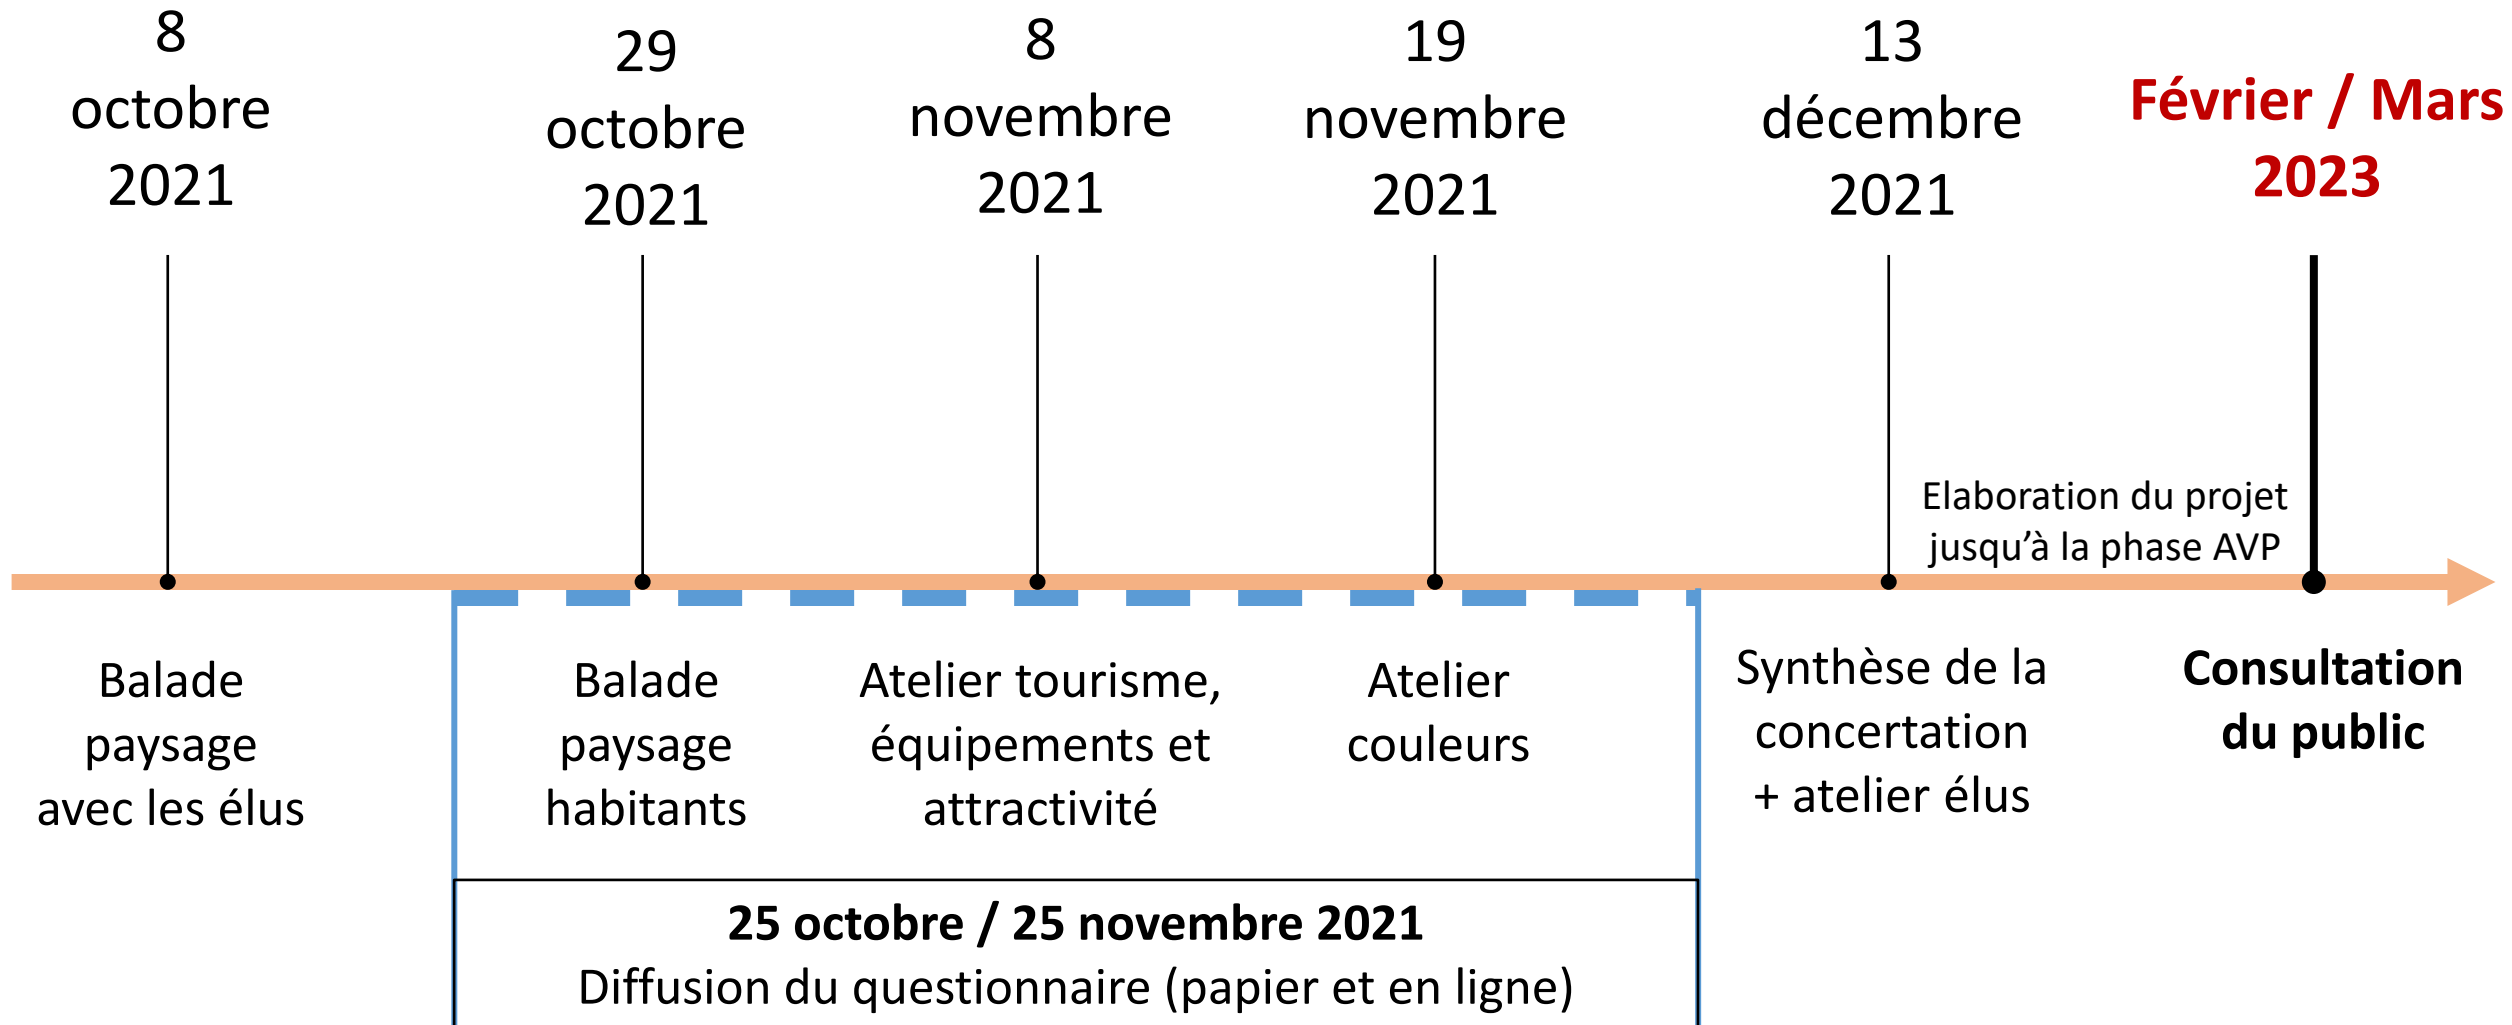 8
octobre
2021
29
octobre
2021
8
novembre
2021
19
novembre
2021
13
décembre
2021
Février / Mars
2023
Elaboration du projet
jusqu’à la phase AVP
Balade
paysage
avec les élus
Balade
paysage
habitants
Atelier tourisme,
équipements et
attractivité
Atelier
couleurs
Synthèse de la
concertation
+ atelier élus
Consultation
du public
25 octobre / 25 novembre 2021
Diffusion du questionnaire (papier et en ligne)